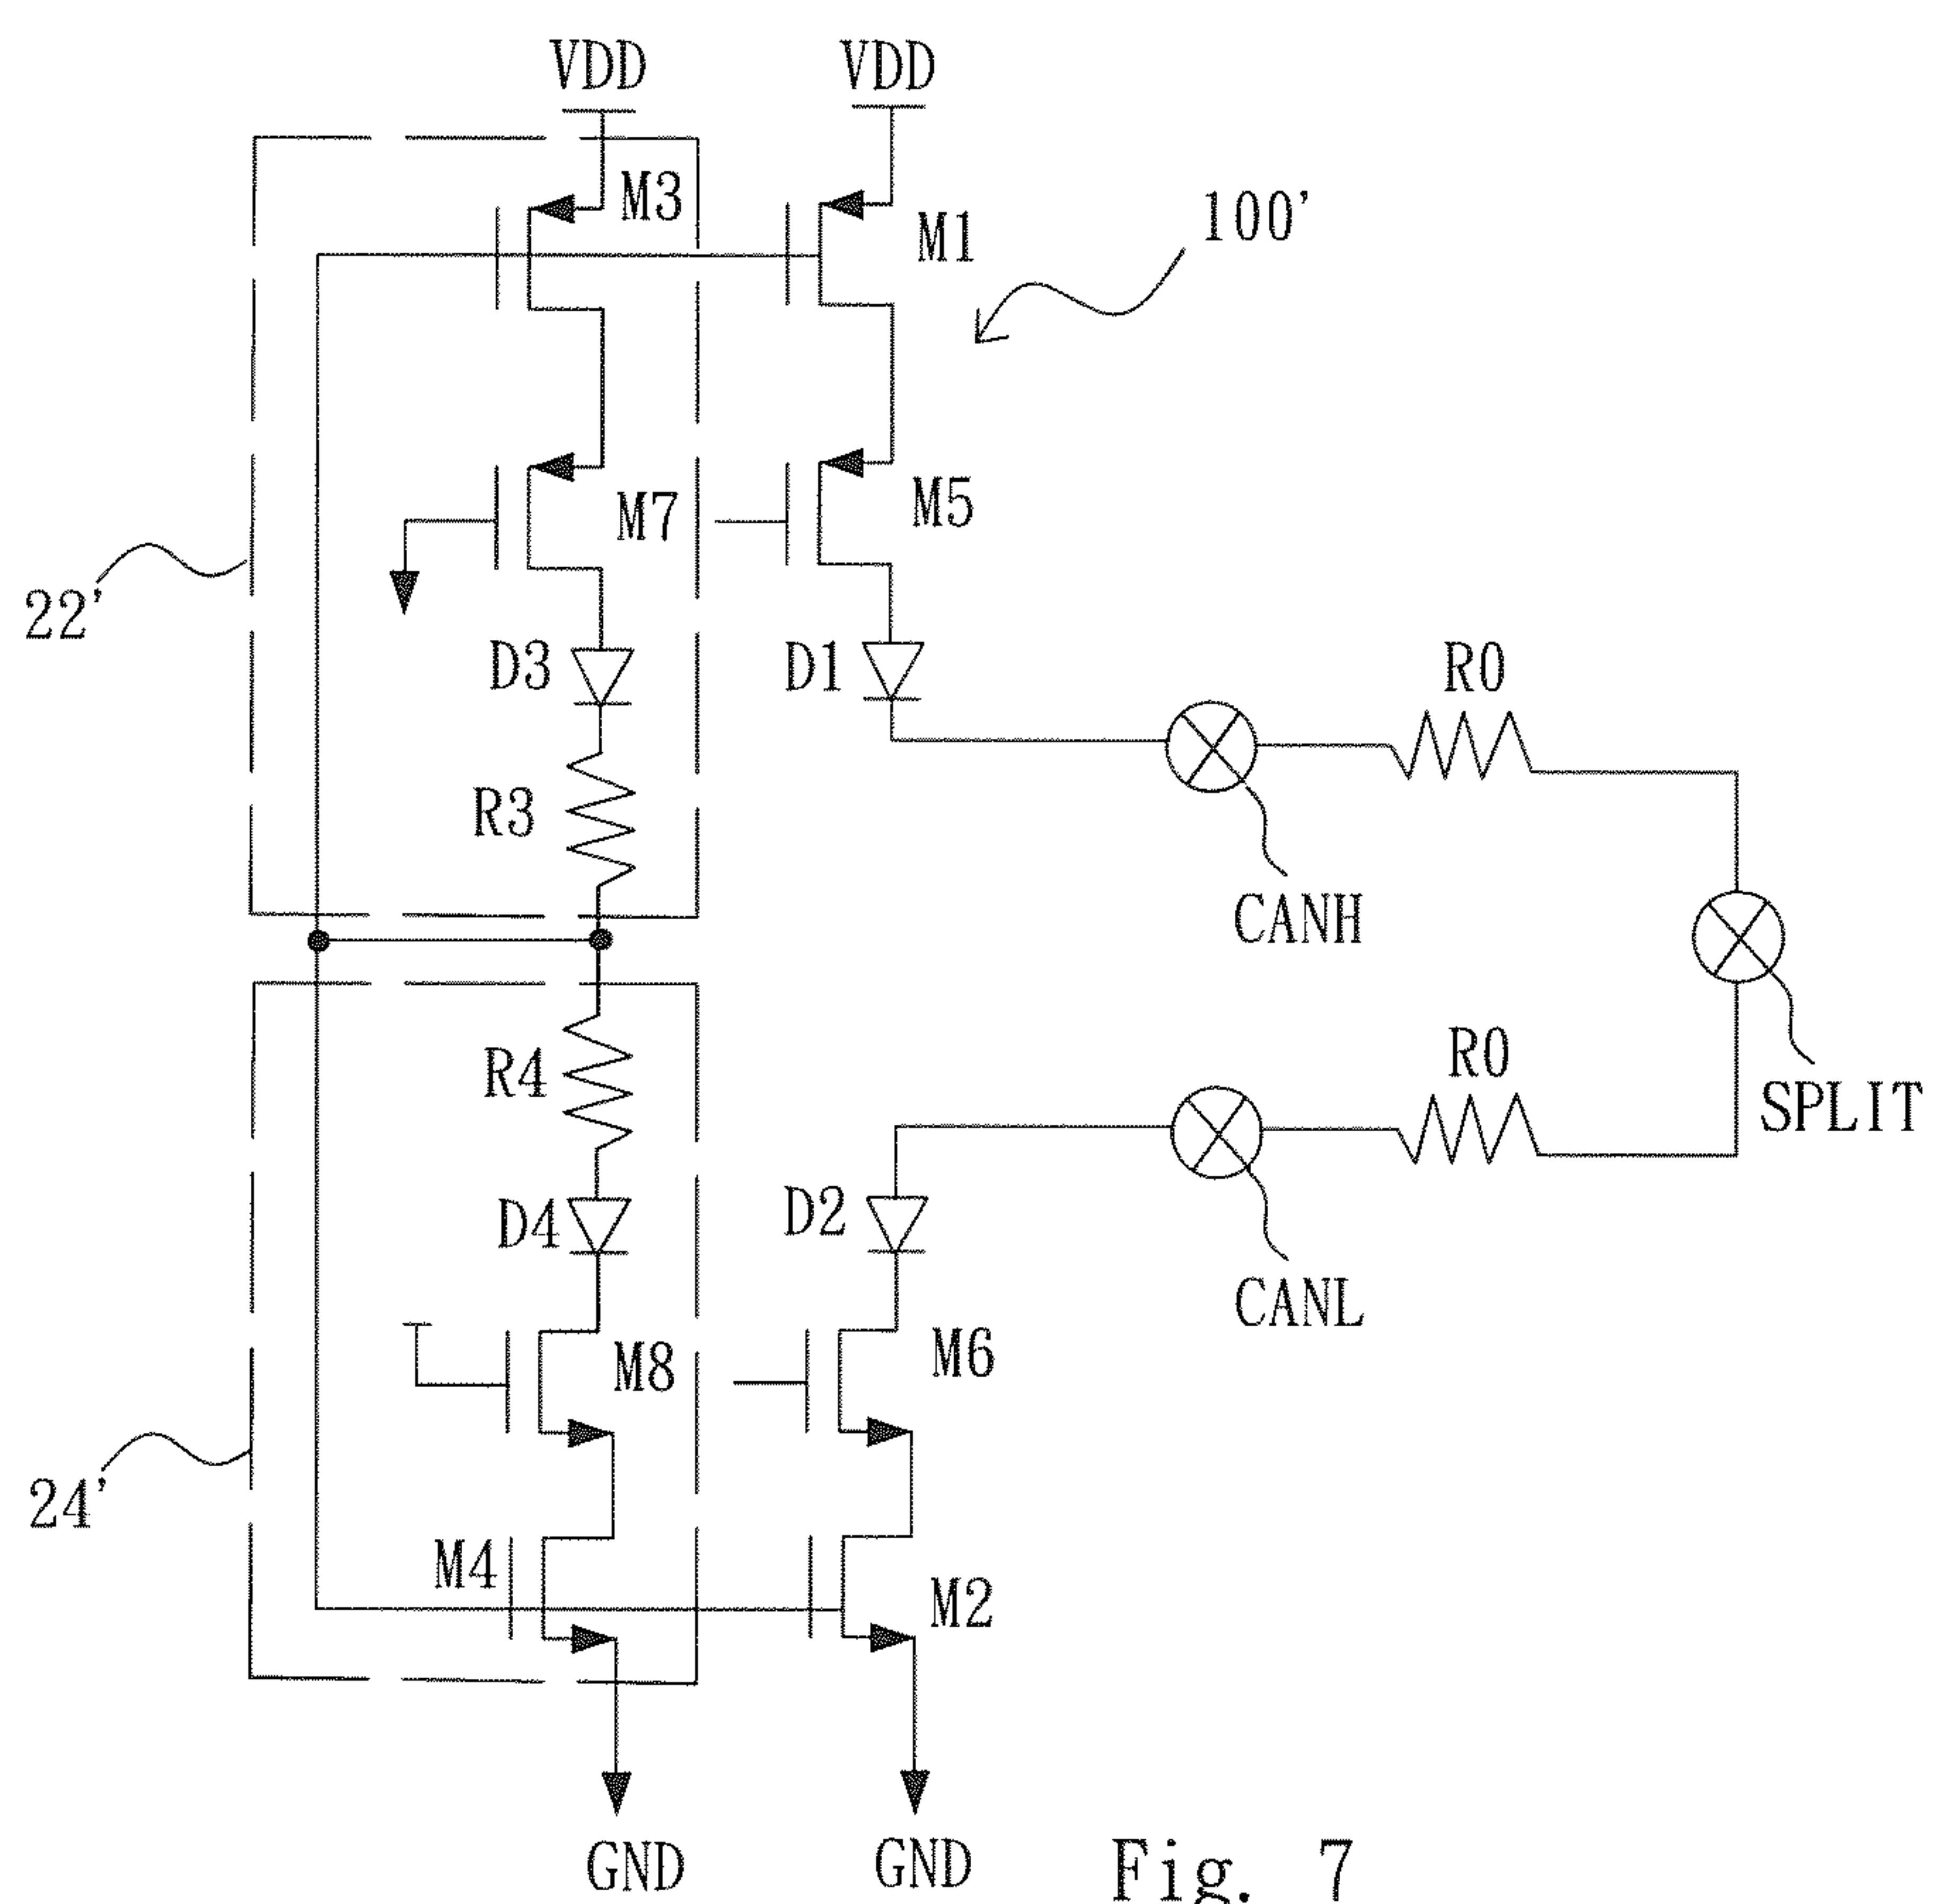 VDD
VDD
M3
M1
100'
M7
M5
22'
D3
D1
R0
R3
CANH
R4
R0
SPLIT
D4
D2
CANL
M8
M6
24'
M4
M2
GND
GND
Fig. 7